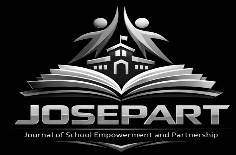 JOSEPART
Journal of School Empowerment and Partnership